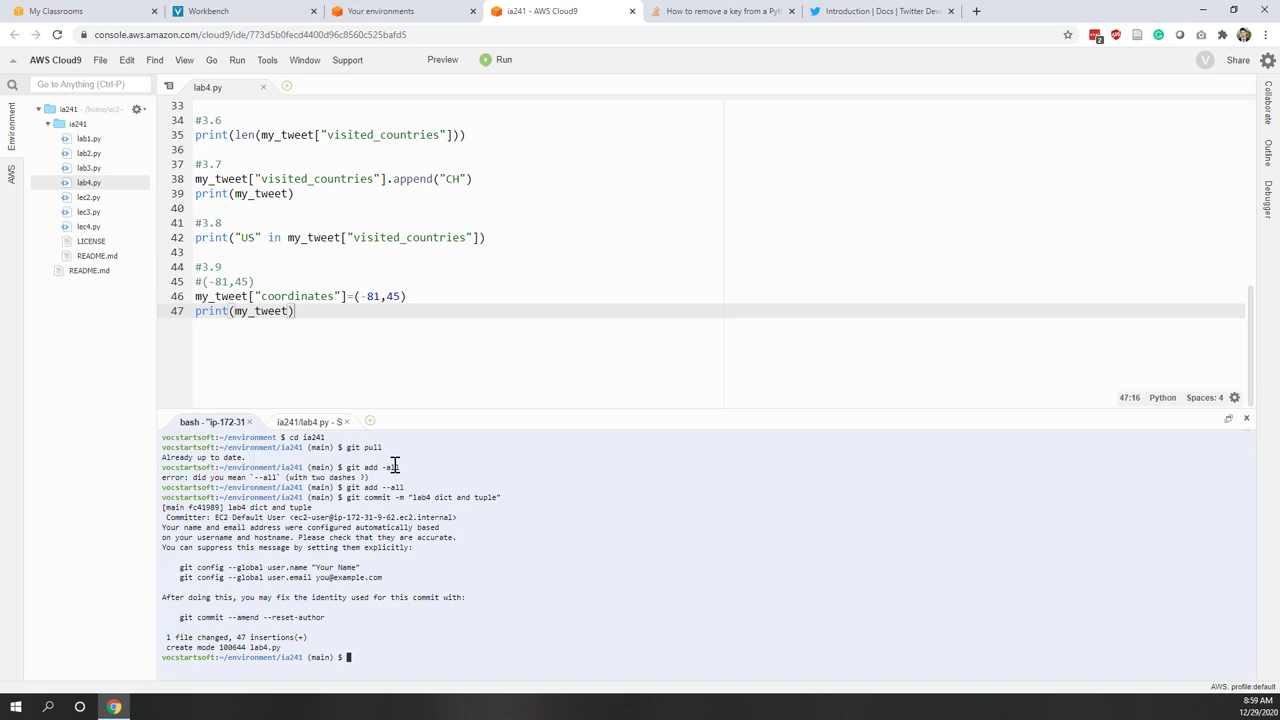 My Classrooms
Workbench
Your environments
ia241 - AWS Cloud9
How to remove a key from a Pyth
Introduction | Docs | Twitter Deve
console.aws.amazon.com/cloud9/ide/773d5b0fecd4400d96c8560c525bafd5
2
AWS Cloud9 File Edit Find View Go Run Tools Window Support Preview Run
V Share
Go to Anything (Ctrl-P)
lab4.py
ia241 - /home/ec2-
ia241
lab1.py
lab2.py
lab3.py
lab4.py
lec2.py
lec3.py
lec4.py
LICENSE
README.md
README.md
Environment
AWS
Collaborate
Outline
Debugger
33
34 #3.6
35 print(len(my_tweet["visited_countries"]))
36
37 #3.7
38 my_tweet["visited_countries"].append("CH")
39 print(my_tweet)
40
41 #3.8
42 print("US" in my_tweet["visited_countries"])
43
44 #3.9
45 #(-81,45)
46 my_tweet["coordinates"]=(-81,45)
47 print(my_tweet)
47:16 Python Spaces: 4
bash - "ip-172-31
ia241/lab4.py - S
vocstartsoft:~/environment $ cd ia241
vocstartsoft:~/environment/ia241 (main) $ git pull
Already up to date.
vocstartsoft:~/environment/ia241 (main) $ git add -all
error: did you mean `--all` (with two dashes ?)
vocstartsoft:~/environment/ia241 (main) $ git add --all
vocstartsoft:~/environment/ia241 (main) $ git commit -m "lab4 dict and tuple"
[main fc41989] lab4 dict and tuple
Committer: EC2 Default User <ec2-user@ip-172-31-9-62.ec2.internal>
Your name and email address were configured automatically based
on your username and hostname. Please check that they are accurate.
You can suppress this message by setting them explicitly:
git config --global user.name "Your Name"
git config --global user.email you@example.com
After doing this, you may fix the identity used for this commit with:
git commit --amend --reset-author
1 file changed, 47 insertions(+)
create mode 100644 lab4.py
vocstartsoft:~/environment/ia241 (main) $
AWS: profile:default
8:59 AM
12/29/2020